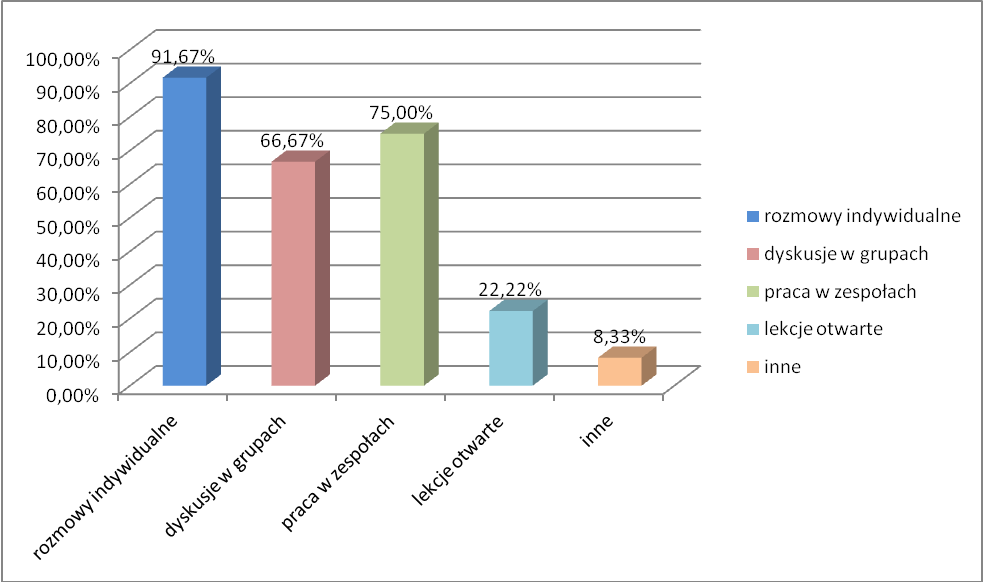 100,00%
90,00%
80,00%
70,00%
60,00%
50,00%
40,00%
30,00%
20,00%
10,00%
0,00%
91,67%
66,67%
75,00%
22,22%
8,33%
rozmowy indywidualne
dyskusje w grupach
praca w zespołach
lekcje otwarte
inne
rozmowy indywidualne
dyskusje w grupach
praca w zespołach
lekcje otwarte
inne